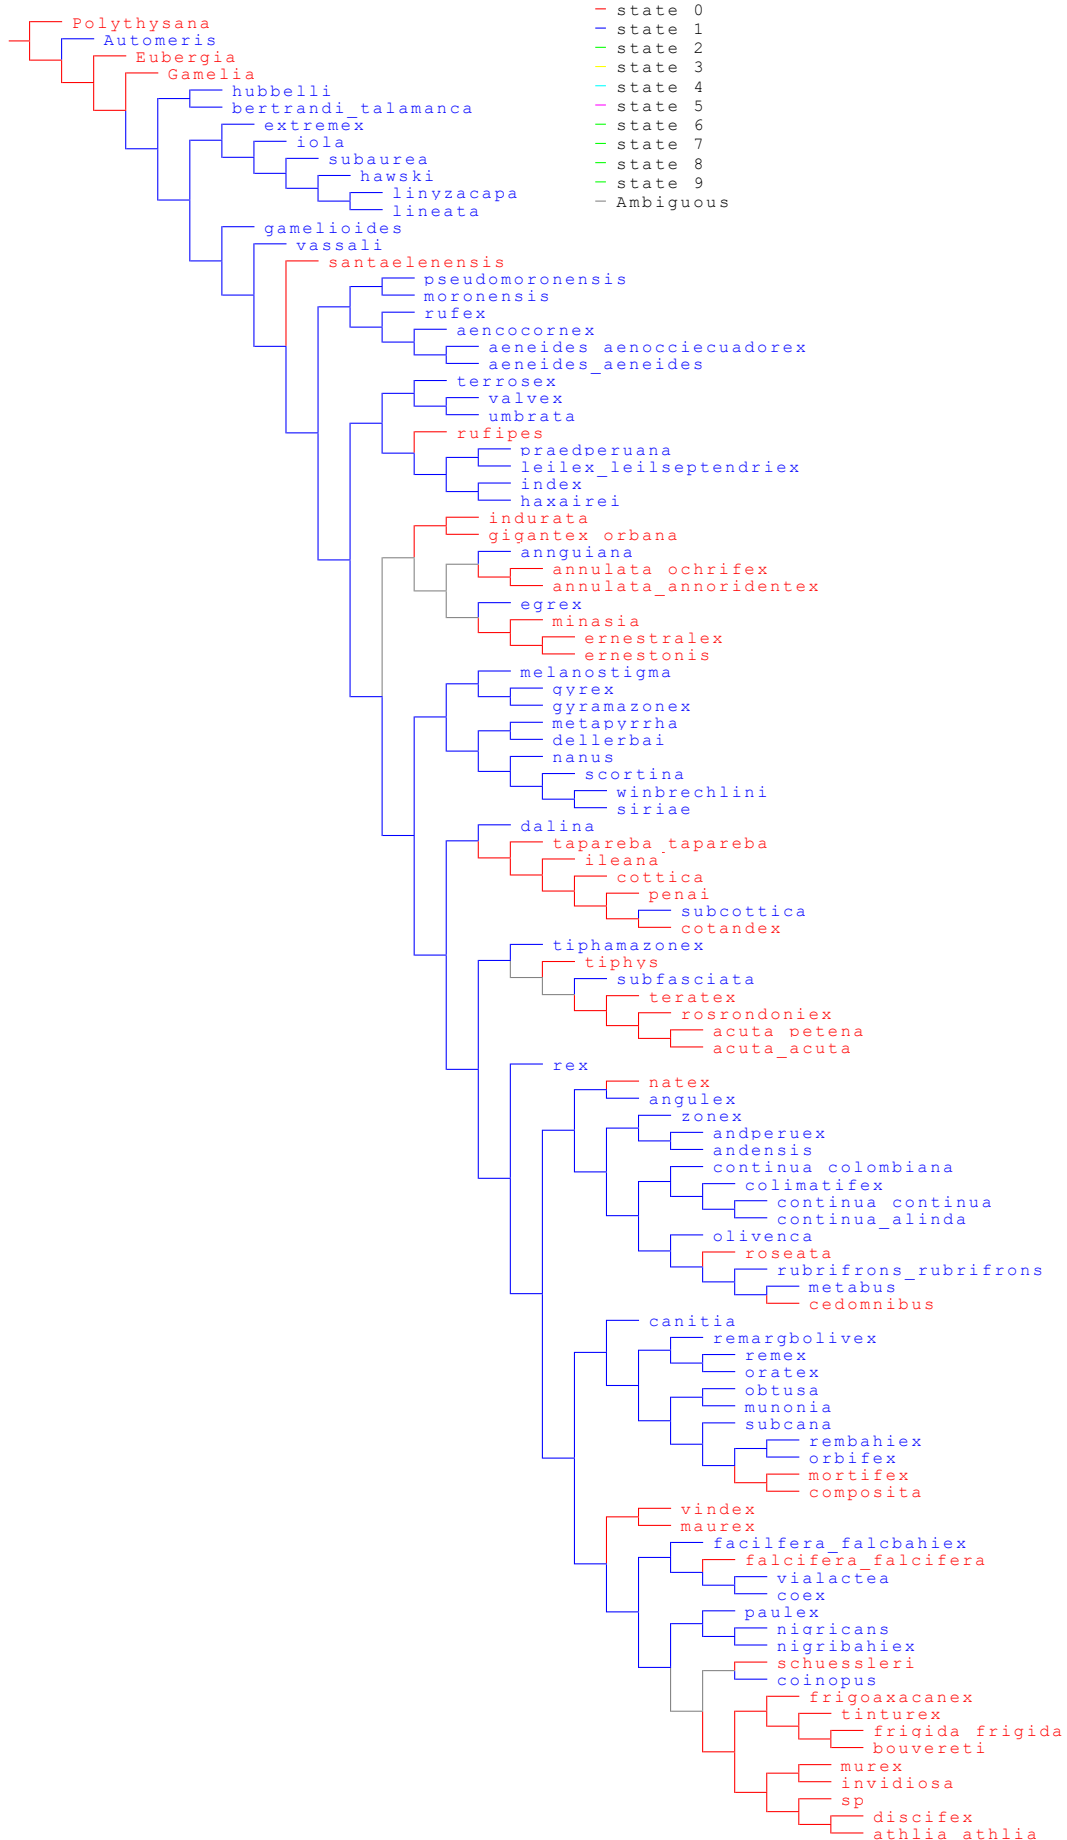 Polythysana
Automeris
Eubergia
Gamelia
hubbelli
bertrandi_talamanca
extremex
iola
subaurea
hawski
linyzacapa
lineata
gamelioides
vassali
santaelenensis
pseudomoronensis
moronensis
rufex
aencocornex
aeneides_aenocciecuadorex
aeneides_aeneides
terrosex
valvex
umbrata
rufipes
praedperuana
leilex_leilseptendriex
index
haxairei
indurata
gigantex_orbana
annguiana
annulata_ochrifex
annulata_annoridentex
egrex
minasia
ernestralex
ernestonis
melanostigma
gyrex
gyramazonex
metapyrrha
dellerbai
nanus
scortina
winbrechlini
siriae
dalina
tapareba_tapareba
ileana
cottica
penai
subcottica
cotandex
tiphamazonex
tiphys
subfasciata
teratex
rosrondoniex
acuta_petena
acuta_acuta
rex
natex
angulex
zonex
andperuex
andensis
continua_colombiana
colimatifex
continua_continua
continua_alinda
olivenca
roseata
rubrifrons_rubrifrons
metabus
cedomnibus
canitia
remargbolivex
remex
oratex
obtusa
munonia
subcana
rembahiex
orbifex
mortifex
composita
vindex
maurex
facilfera_falcbahiex
falcifera_falcifera
vialactea
coex
paulex
nigricans
nigribahiex
schuessleri
coinopus
frigoaxacanex
tinturex
frigida_frigida
bouvereti
murex
invidiosa
sp
discifex
athlia_athlia
state 0
state 1
state 2
state 3
state 4
state 5
state 6
state 7
state 8
state 9
Ambiguous